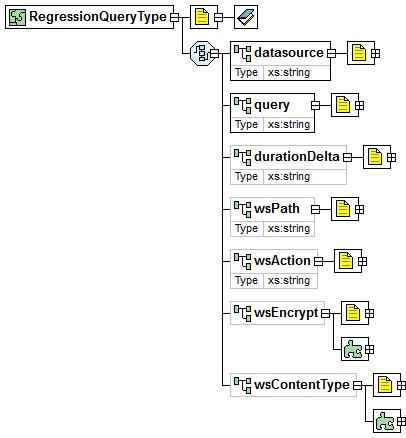 RegressionQueryType
datasource
Type xs:string
query
Type xs:string
durationDelta
Type xs:string
wsPath
Type xs:string
wsAction
Type xs:string
wsEncrypt
wsContentType